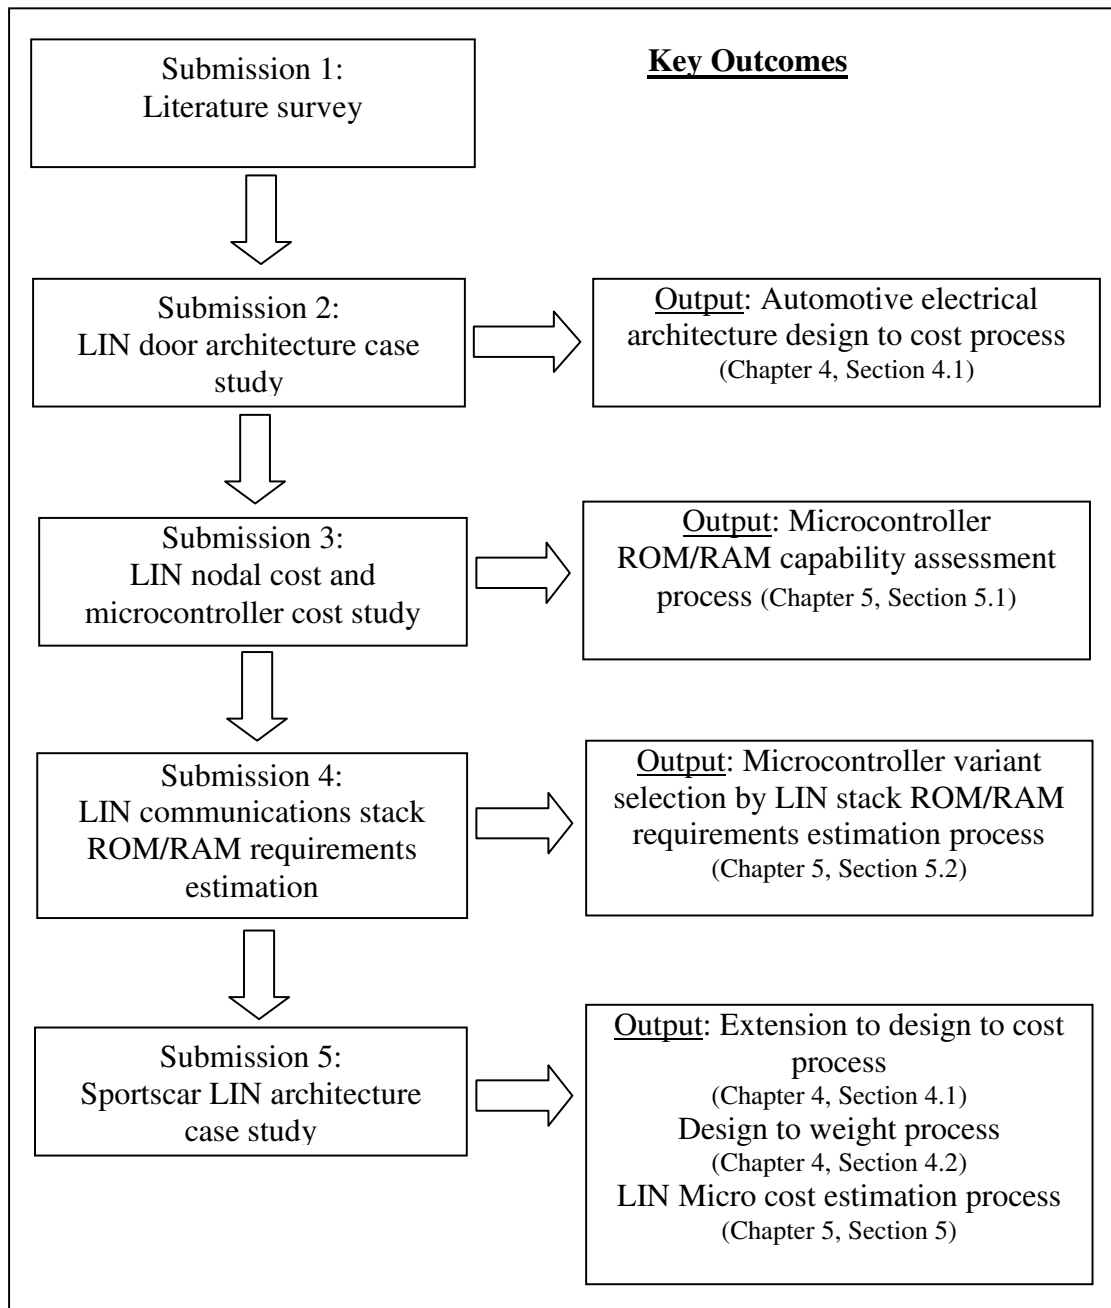 Key Outcomes
Submission 1:
Literature survey
Submission 2:
LIN door architecture case
study
Output: Automotive electrical
architecture design to cost process
(Chapter 4, Section 4.1)
Submission 3:
LIN nodal cost and
microcontroller cost study
Output: Microcontroller
ROM/RAM capability assessment
process (Chapter 5, Section 5.1)
Submission 4:
LIN communications stack
ROM/RAM requirements
estimation
Output: Microcontroller variant
selection by LIN stack ROM/RAM
requirements estimation process
(Chapter 5, Section 5.2)
Submission 5:
Sportscar LIN architecture
case study
Output: Extension to design to cost
process
(Chapter 4, Section 4.1)
Design to weight process
(Chapter 4, Section 4.2)
LIN Micro cost estimation process
(Chapter 5, Section 5)